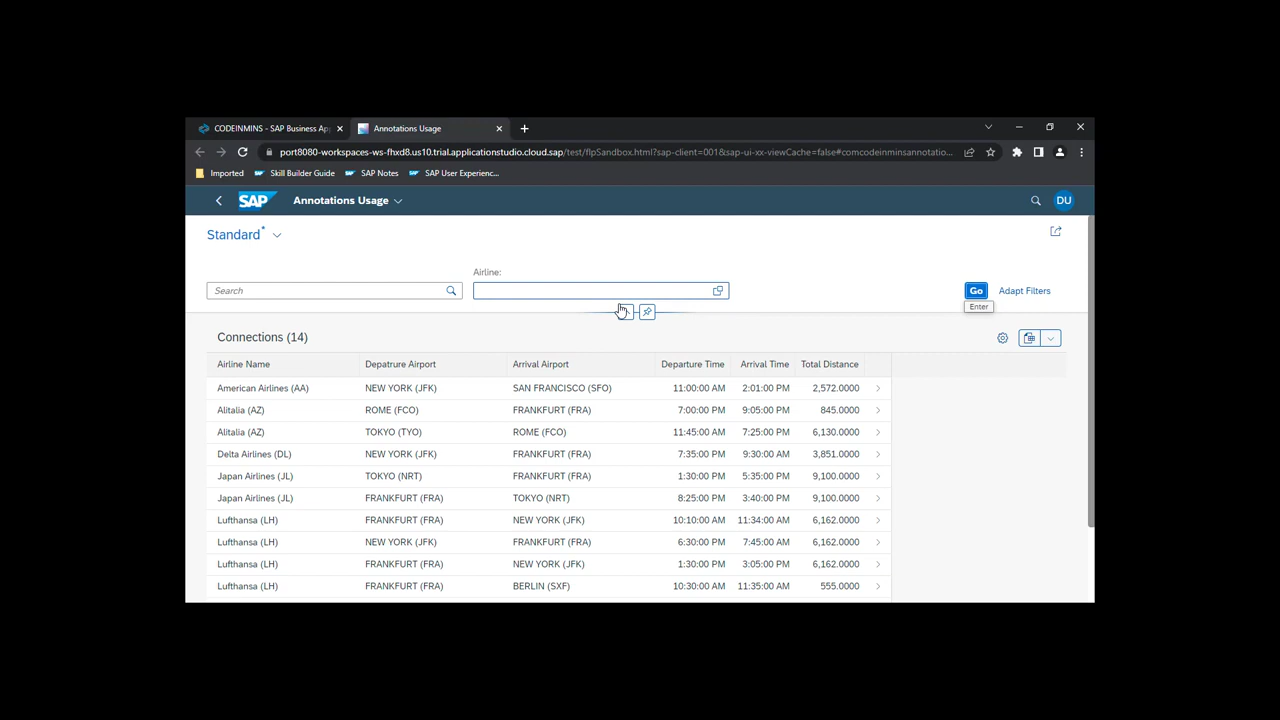 CODEINMINS - SAP Business Ap
Annotations Usage
port8080-workspaces-ws-fhxd8.us10.trial.applicationstudio.cloud.sap/test/flpSandbox.html?sap-client=001&sap-ui-xx-viewCache=false#comcodeinminsannotatio...
Imported
Skill Builder Guide
SAP Notes
SAP User Experienc...
SAP
Annotations Usage
DU
Standard*
Airline:
Search
Go
Adapt Filters
Enter
Connections (14)
Airline Name Depatrure Airport Arrival Airport Departure Time Arrival Time Total Distance
American Airlines (AA) NEW YORK (JFK) SAN FRANCISCO (SFO) 11:00:00 AM 2:01:00 PM 2,572.0000
Alitalia (AZ) ROME (FCO) FRANKFURT (FRA) 7:00:00 PM 9:05:00 PM 845.0000
Alitalia (AZ) TOKYO (TYO) ROME (FCO) 11:45:00 AM 7:25:00 PM 6,130.0000
Delta Airlines (DL) NEW YORK (JFK) FRANKFURT (FRA) 7:35:00 PM 9:30:00 AM 3,851.0000
Japan Airlines (JL) TOKYO (NRT) FRANKFURT (FRA) 1:30:00 PM 5:35:00 PM 9,100.0000
Japan Airlines (JL) FRANKFURT (FRA) TOKYO (NRT) 8:25:00 PM 3:40:00 PM 9,100.0000
Lufthansa (LH) FRANKFURT (FRA) NEW YORK (JFK) 10:10:00 AM 11:34:00 AM 6,162.0000
Lufthansa (LH) NEW YORK (JFK) FRANKFURT (FRA) 6:30:00 PM 7:45:00 AM 6,162.0000
Lufthansa (LH) FRANKFURT (FRA) NEW YORK (JFK) 1:30:00 PM 3:05:00 PM 6,162.0000
Lufthansa (LH) FRANKFURT (FRA) BERLIN (SXF) 10:30:00 AM 11:35:00 AM 555.0000